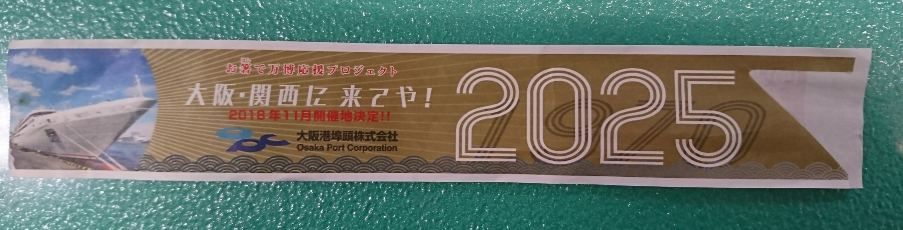 お箸で万博応援プロジェクト
大阪・関西に来てや!
2018年11月開催地決定!!
大阪港埠頭株式会社
Osaka Port Corporation
2025
1970